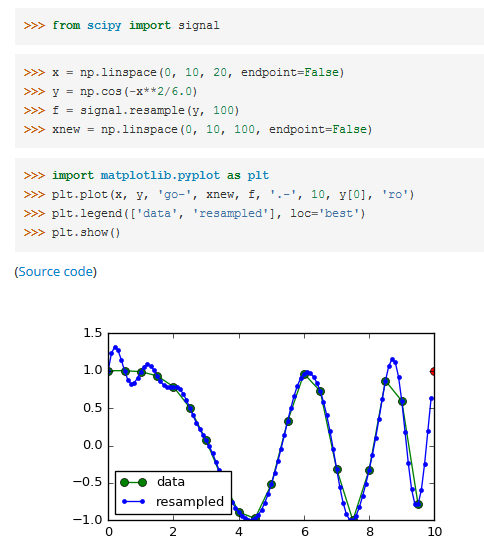 >>> from scipy import signal
>>> x = np.linspace(0, 10, 20, endpoint=False)
>>> y = np.cos(-x**2/6.0)
>>> f = signal.resample(y, 100)
>>> xnew = np.linspace(0, 10, 100, endpoint=False)
>>> import matplotlib.pyplot as plt
>>> plt.plot(x, y, 'go-', xnew, f, '.-', 10, y[0], 'ro')
>>> plt.legend(['data', 'resampled'], loc='best')
>>> plt.show()
(Source code)
1.5
1.0
0.5
0.0
−0.5
−1.0
data
resampled
0 2 4 6 8 10